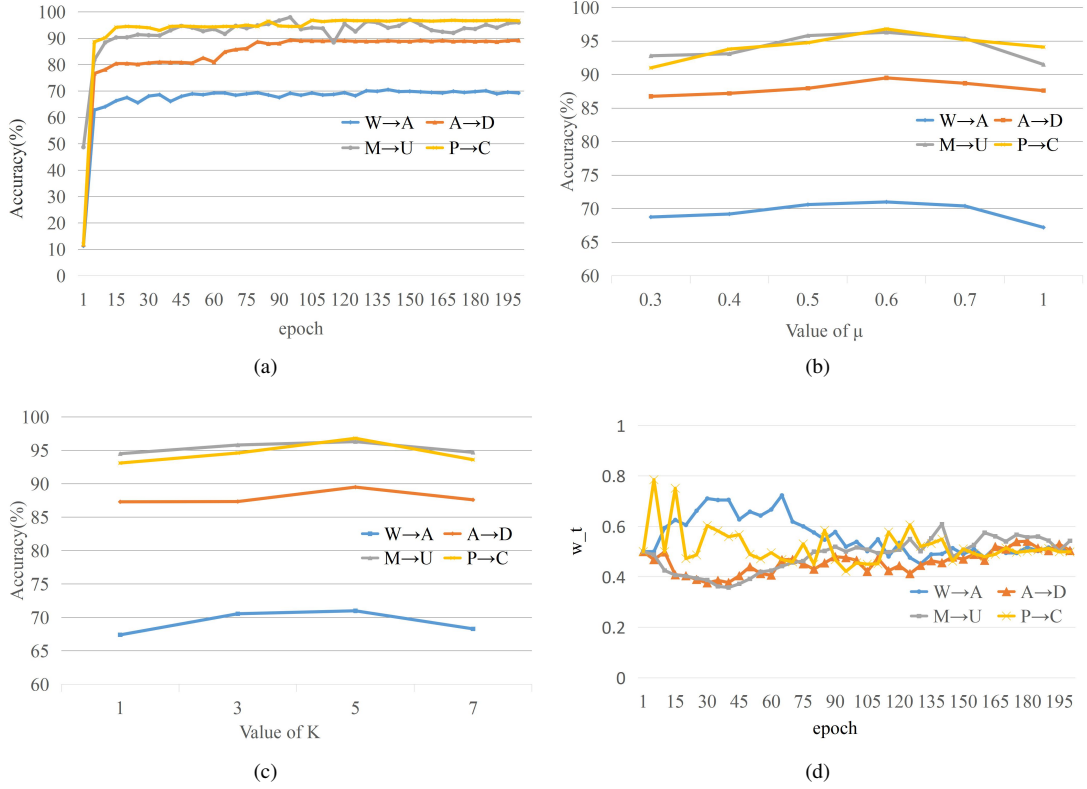 100
90
80
70
60
50
40
30
20
10
0
Accuracy(%)
W→A A→D
M→U P→C
1 15 30 45 60 75 90 105 120 135 150 165 180 195
epoch
(a)
100
95
90
85
80
75
70
65
60
Accuracy(%)
W→A A→D
M→U P→C
0.3 0.4 0.5 0.6 0.7 1
Value of μ
(b)
100
95
90
85
80
75
70
65
60
Accuracy(%)
W→A A→D
M→U P→C
1 3 5 7
Value of K
(c)
1
0.8
0.6
0.4
0.2
0
w_t
W→A A→D
M→U P→C
1 15 30 45 60 75 90 105 120 135 150 165 180 195
epoch
(d)